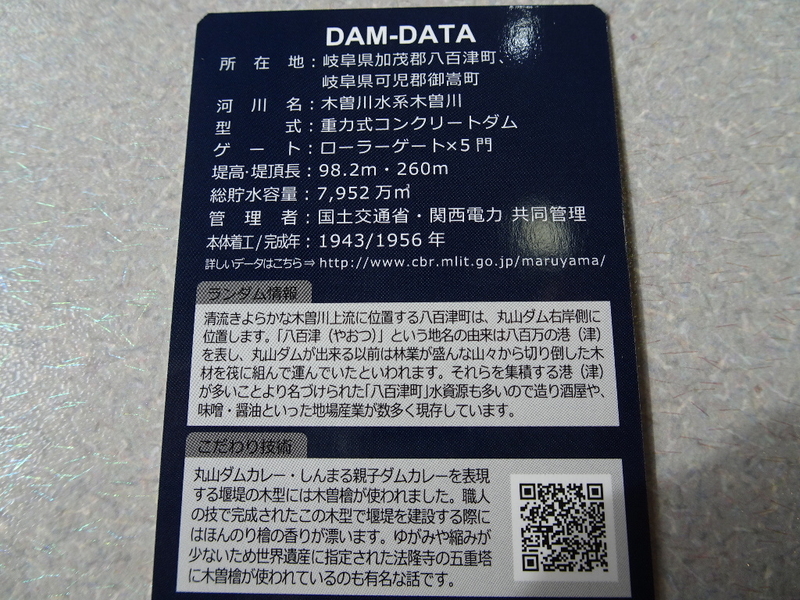 DAM-DATA
所在地：岐阜県加茂郡八百津町、
岐阜県可児郡御嵩町
河川名：木曽川水系木曽川
型式：重力式コンクリートダム
ゲート：ローラーゲート×5門
堤高・堤頂長：98.2m・260m
総貯水容量：7,952万㎥
管理者：国土交通省・関西電力 共同管理
本体着工/完成年：1943/1956年
詳しいデータはこちら⇒http://www.cbr.mlit.go.jp/maruyama/
ランダム情報
清流きよらかな木曽川上流に位置する八百津町は、丸山ダム右岸側に
位置します。「八百津（やおつ）」という地名の由来は八百万の港（津）
を表し、丸山ダムが出来る以前は林業が盛んな山々から切り倒した木
材を筏に組んで運んでいたといわれます。それらを集積する港（津）
が多いことより名づけられた「八百津町」水資源も多いので造り酒屋や、
味噌・醤油といった地場産業が数多く現存しています。
こだわり技術
丸山ダムカレー・しんまる親子ダムカレーを表現
する堰堤の木型には木曽檜が使われました。職人
の技で完成されたこの木型で堰堤を建設する際に
はほんのり檜の香りが漂います。ゆがみや縮みが
少ないため世界遺産に指定された法隆寺の五重塔
に木曽檜が使われているのも有名な話です。